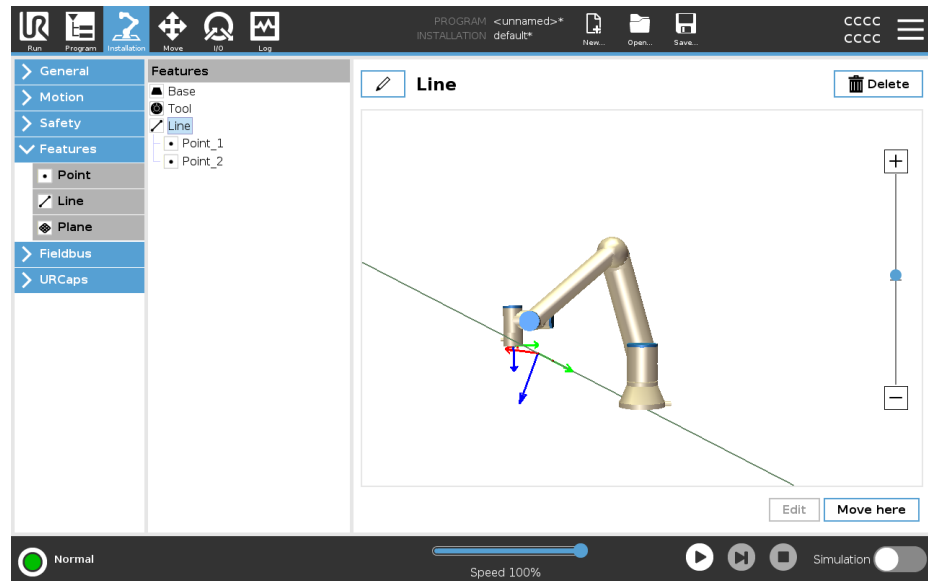 Run
Program
Installation
Move
I/O
Log
PROGRAM <unnamed>*
INSTALLATION default*
New...
Open...
Save...
CCCC
CCCC
General
Motion
Safety
Features
Point
Line
Plane
Fieldbus
URCaps
Features
Base
Tool
Line
Point_1
Point_2
Line
Delete
Edit
Move here
Normal
Speed 100%
Simulation